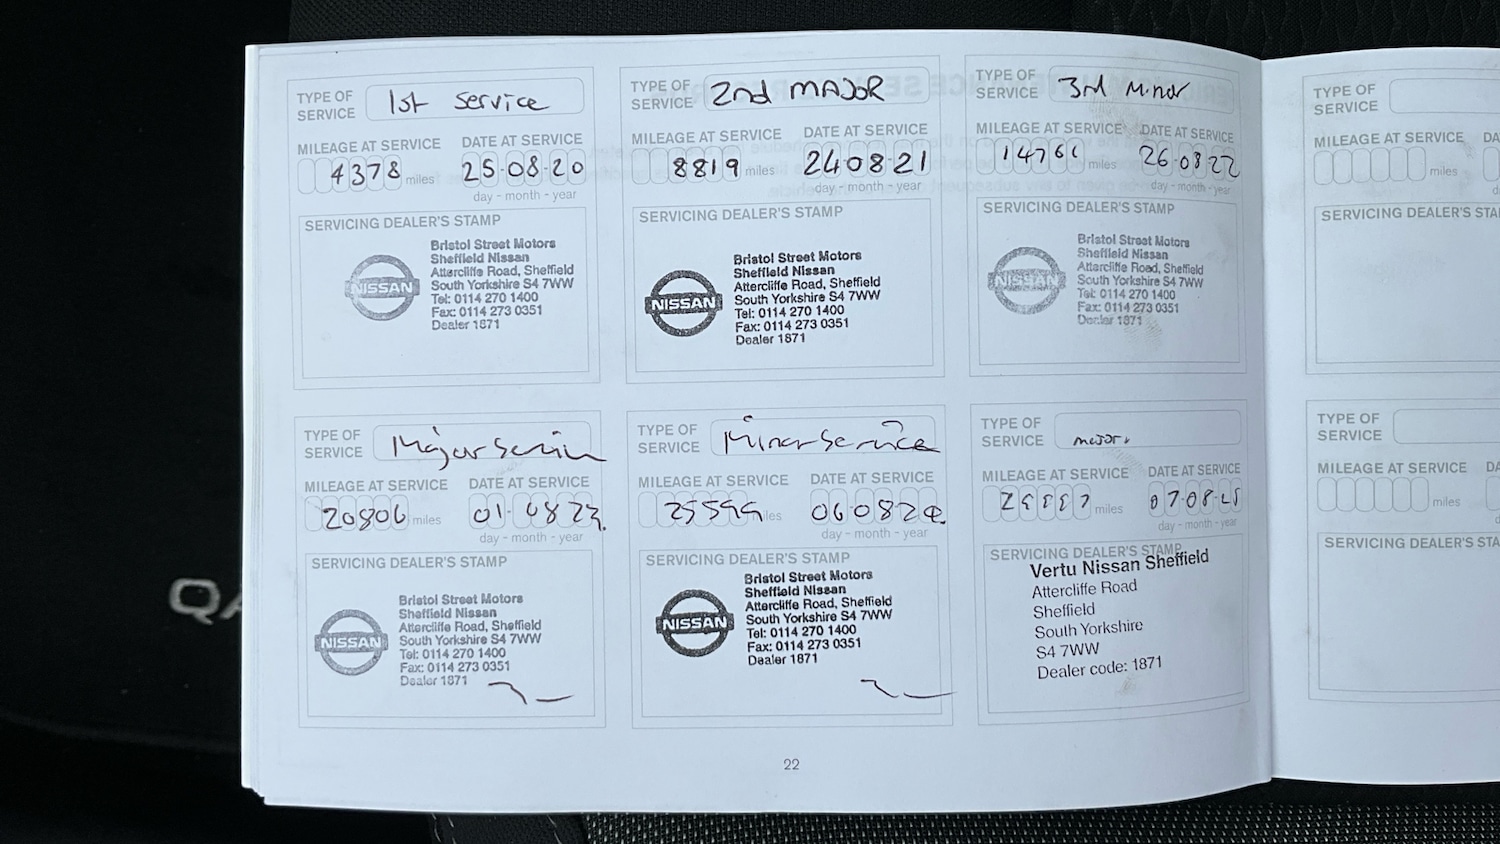 TYPE OF SERVICE 1st service
MILEAGE AT SERVICE DATE AT SERVICE
4378 miles 25-08-20
day - month - year
SERVICING DEALER'S STAMP
NISSAN
Bristol Street Motors
Sheffield Nissan
Attercliffe Road, Sheffield
South Yorkshire S4 7WW
Tel: 0114 270 1400
Fax: 0114 273 0351
Dealer 1871
TYPE OF SERVICE 2nd MAJOR
MILEAGE AT SERVICE DATE AT SERVICE
8819 miles 240821
day - month - year
SERVICING DEALER'S STAMP
NISSAN
Bristol Street Motors
Sheffield Nissan
Attercliffe Road, Sheffield
South Yorkshire S4 7WW
Tel: 0114 270 1400
Fax: 0114 273 0351
Dealer 1871
TYPE OF SERVICE 3rd Minor
MILEAGE AT SERVICE DATE AT SERVICE
miles 26-0822
day - month - year
SERVICING DEALER'S STAMP
NISSAN
Bristol Street Motors
Sheffield Nissan
Attercliffe Road, Sheffield
South Yorkshire S4 7WW
Tel: 0114 270 1400
Fax: 0114 273 0351
Dealer 1871
TYPE OF SERVICE
MILEAGE AT SERVICE
miles
SERVICING DEALER'S
TYPE OF SERVICE Major Service
MILEAGE AT SERVICE DATE AT SERVICE
20806 miles 01-0823
day - month - year
SERVICING DEALER'S STAMP
NISSAN
Bristol Street Motors
Sheffield Nissan
Attercliffe Road, Sheffield
South Yorkshire S4 7WW
Tel: 0114 270 1400
Fax: 0114 273 0351
Dealer 1871
TYPE OF SERVICE Minor Service
MILEAGE AT SERVICE DATE AT SERVICE
25599 miles 060824
day - month - year
SERVICING DEALER'S STAMP
NISSAN
Bristol Street Motors
Sheffield Nissan
Attercliffe Road, Sheffield
South Yorkshire S4 7WW
Tel: 0114 270 1400
Fax: 0114 273 0351
Dealer 1871
TYPE OF SERVICE major.
MILEAGE AT SERVICE DATE AT SERVICE
miles 07-08-25
day - month - year
SERVICING DEALER'S STAMP
Vertu Nissan Sheffield
Attercliffe Road
Sheffield
South Yorkshire
S4 7WW
Dealer code: 1871
TYPE OF SERVICE
MILEAGE AT SERVICE
miles
SERVICING DEALER'S
22